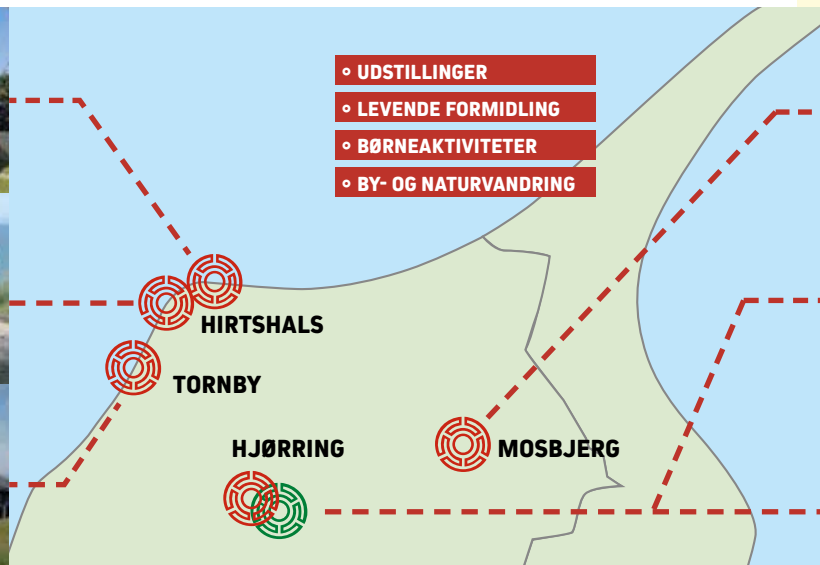 ° UDSTILLINGER
° LEVENDE FORMIDLING
° BØRNEAKTIVITETER
° BY- OG NATURVANDRING
HIRTSHALS
TORNBY
HJØRRING
MOSBJERG